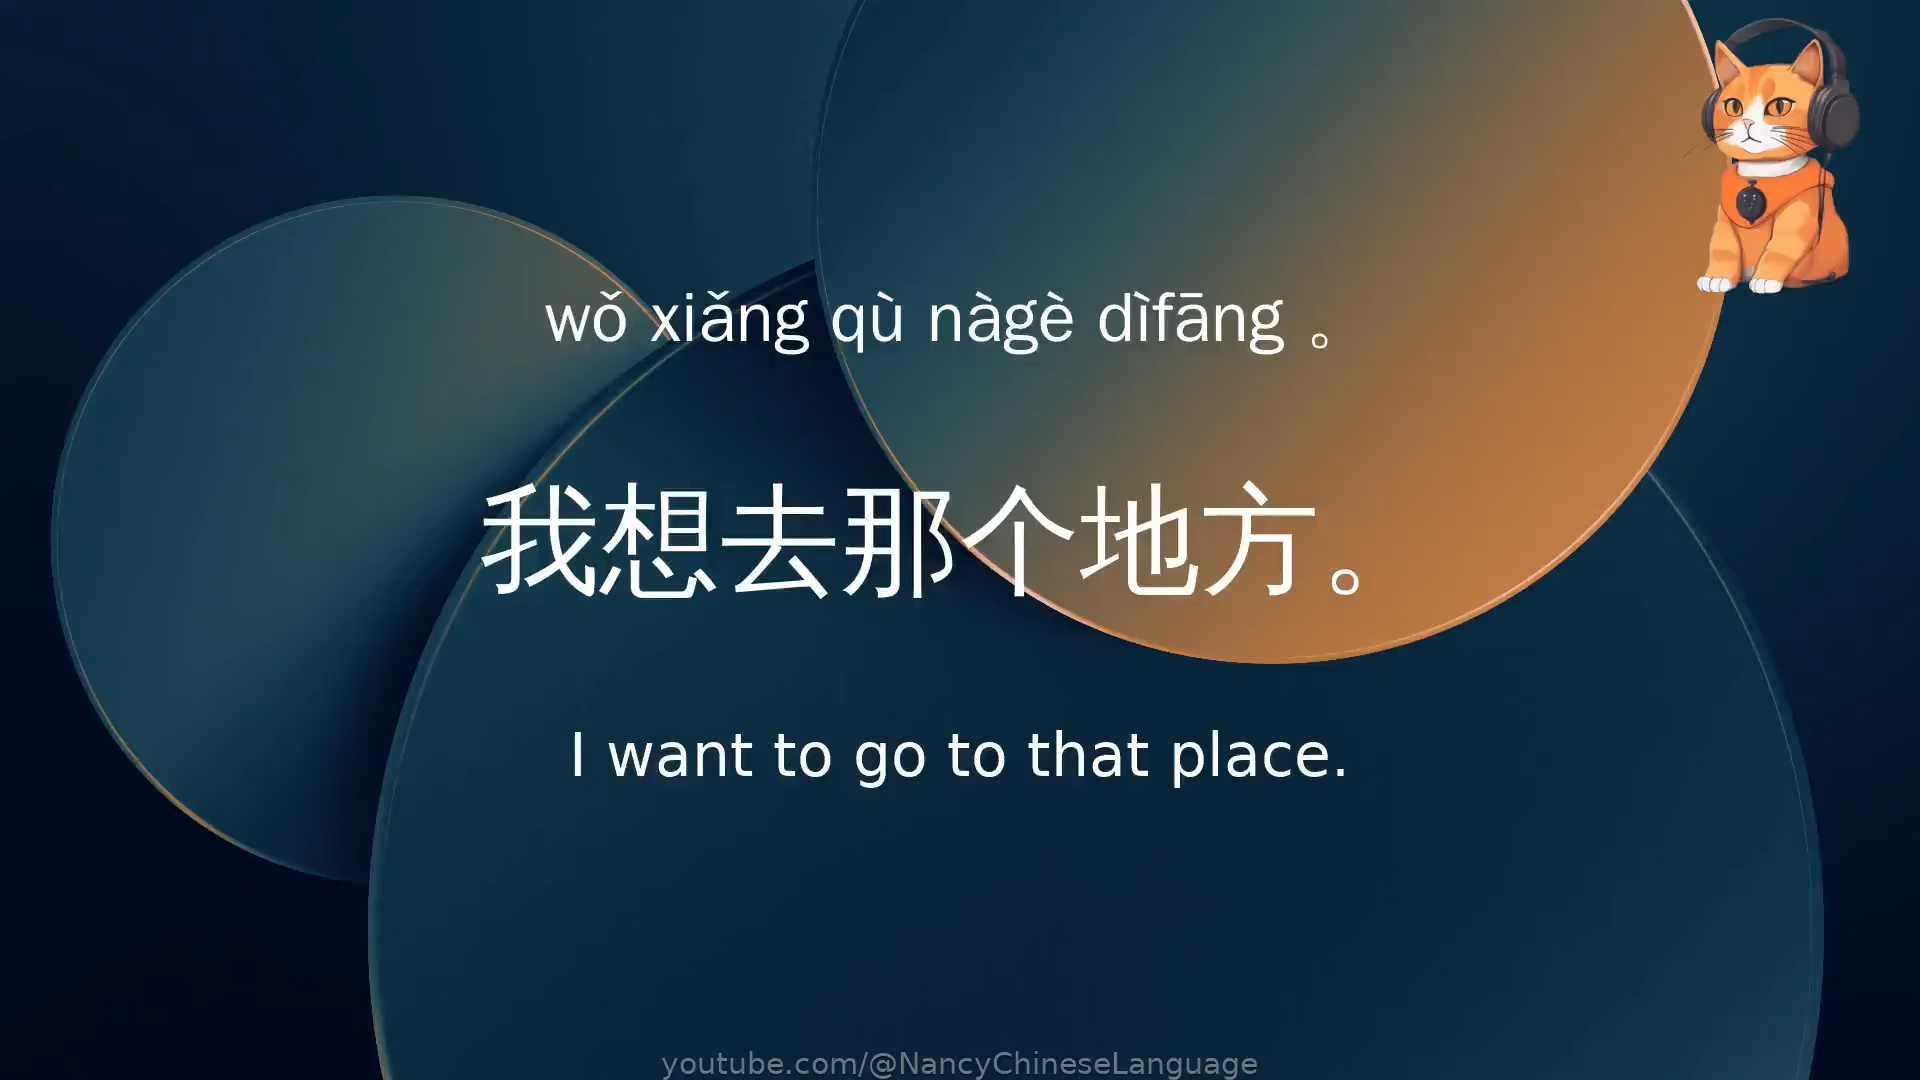 wǒ xiǎng qù nàgè dìfāng 。
我想去那个地方。
I want to go to that place.
youtube.com/@NancyChineseLanguage